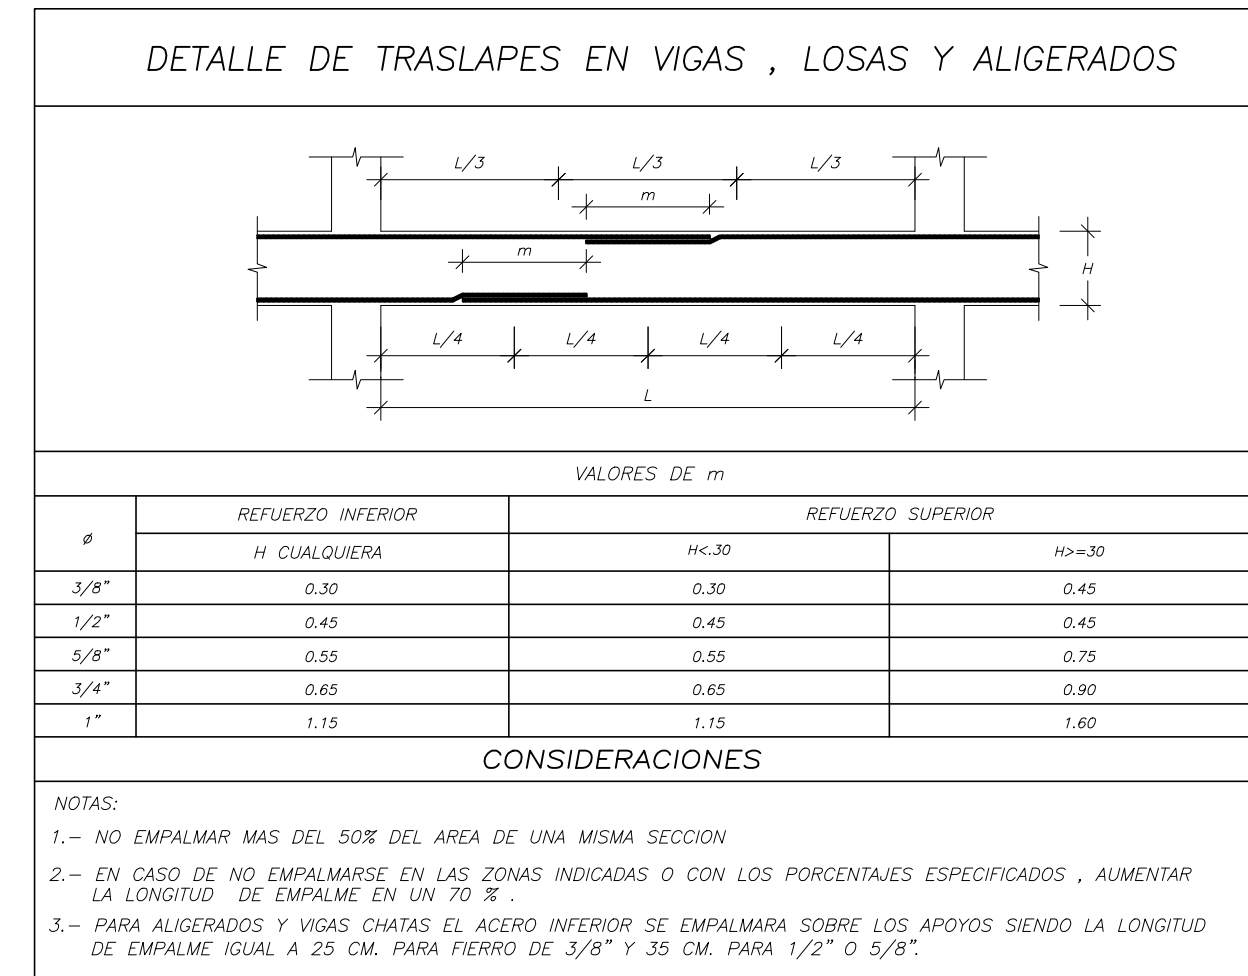 DETALLE DE TRASLAPES EN VIGAS , LOSAS Y ALIGERADOS
L/3 L/3 L/3
m
m
H
L/4 L/4 L/4 L/4
L
VALORES DE m
ø REFUERZO INFERIOR REFUERZO SUPERIOR
H CUALQUIERA H<.30 H>=30
3/8" 0.30 0.30 0.45
1/2" 0.45 0.45 0.45
5/8" 0.55 0.55 0.75
3/4" 0.65 0.65 0.90
1" 1.15 1.15 1.60
CONSIDERACIONES
NOTAS:
1.- NO EMPALMAR MAS DEL 50% DEL AREA DE UNA MISMA SECCION
2.- EN CASO DE NO EMPALMARSE EN LAS ZONAS INDICADAS O CON LOS PORCENTAJES ESPECIFICADOS , AUMENTAR
LA LONGITUD DE EMPALME EN UN 70 % .
3.- PARA ALIGERADOS Y VIGAS CHATAS EL ACERO INFERIOR SE EMPALMARA SOBRE LOS APOYOS SIENDO LA LONGITUD
DE EMPALME IGUAL A 25 CM. PARA FIERRO DE 3/8" Y 35 CM. PARA 1/2" O 5/8".